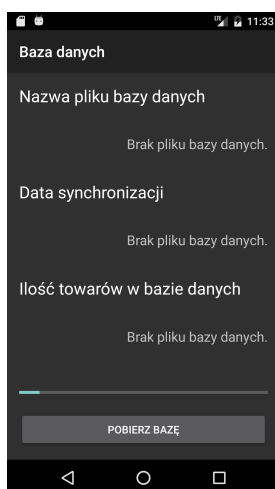 LTE 11:33
Baza danych
Nazwa pliku bazy danych
Brak pliku bazy danych.
Data synchronizacji
Brak pliku bazy danych.
Ilość towarów w bazie danych
Brak pliku bazy danych.
POBIERZ BAZĘ